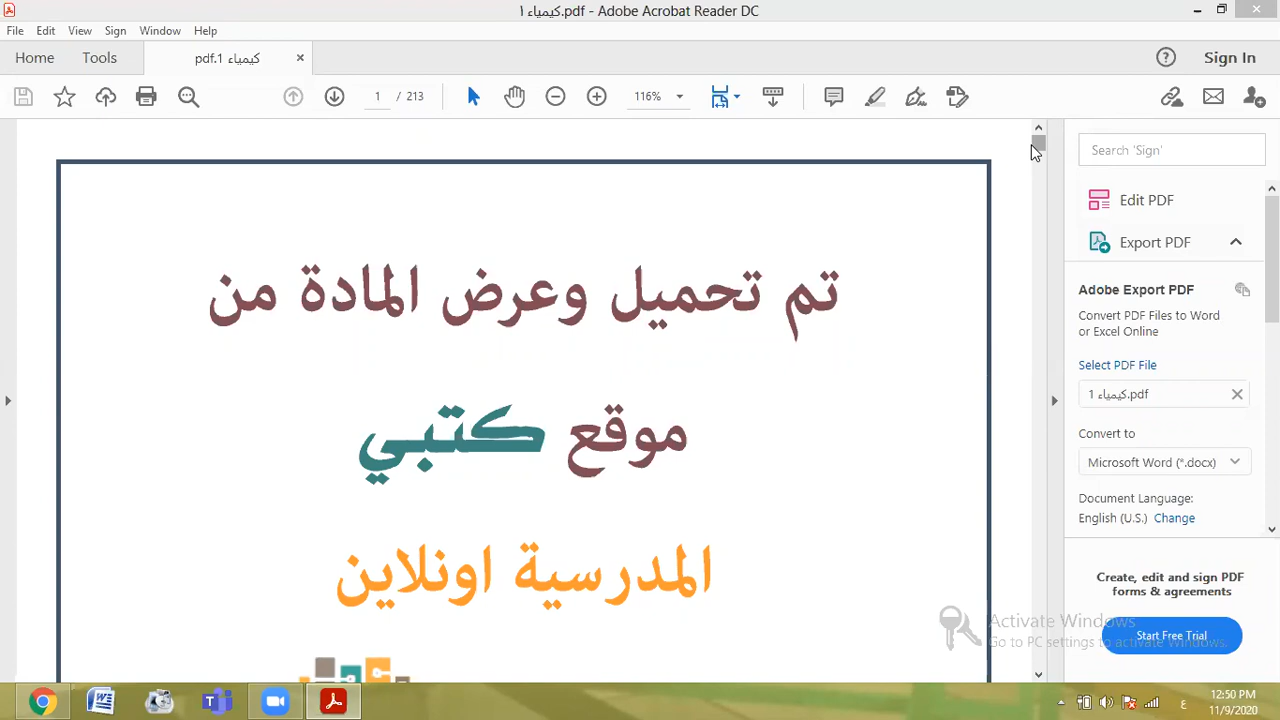 كيمياء 1.pdf - Adobe Acrobat Reader DC
File Edit View Sign Window Help
Home Tools كيمياء 1.pdf Sign In
1 / 213 116%
Search 'Sign'
Edit PDF
Export PDF
Adobe Export PDF
Convert PDF Files to Word
or Excel Online
Select PDF File
كيمياء 1.pdf
Convert to
Microsoft Word (*.docx)
Document Language:
English (U.S.) Change
Create, edit and sign PDF
forms & agreements
Start Free Trial
تم تحميل وعرض المادة من
موقع كتبي
المدرسية اونلاين
Activate Windows
Go to PC settings to activate Windows.
12:50 PM
11/9/2020
ع